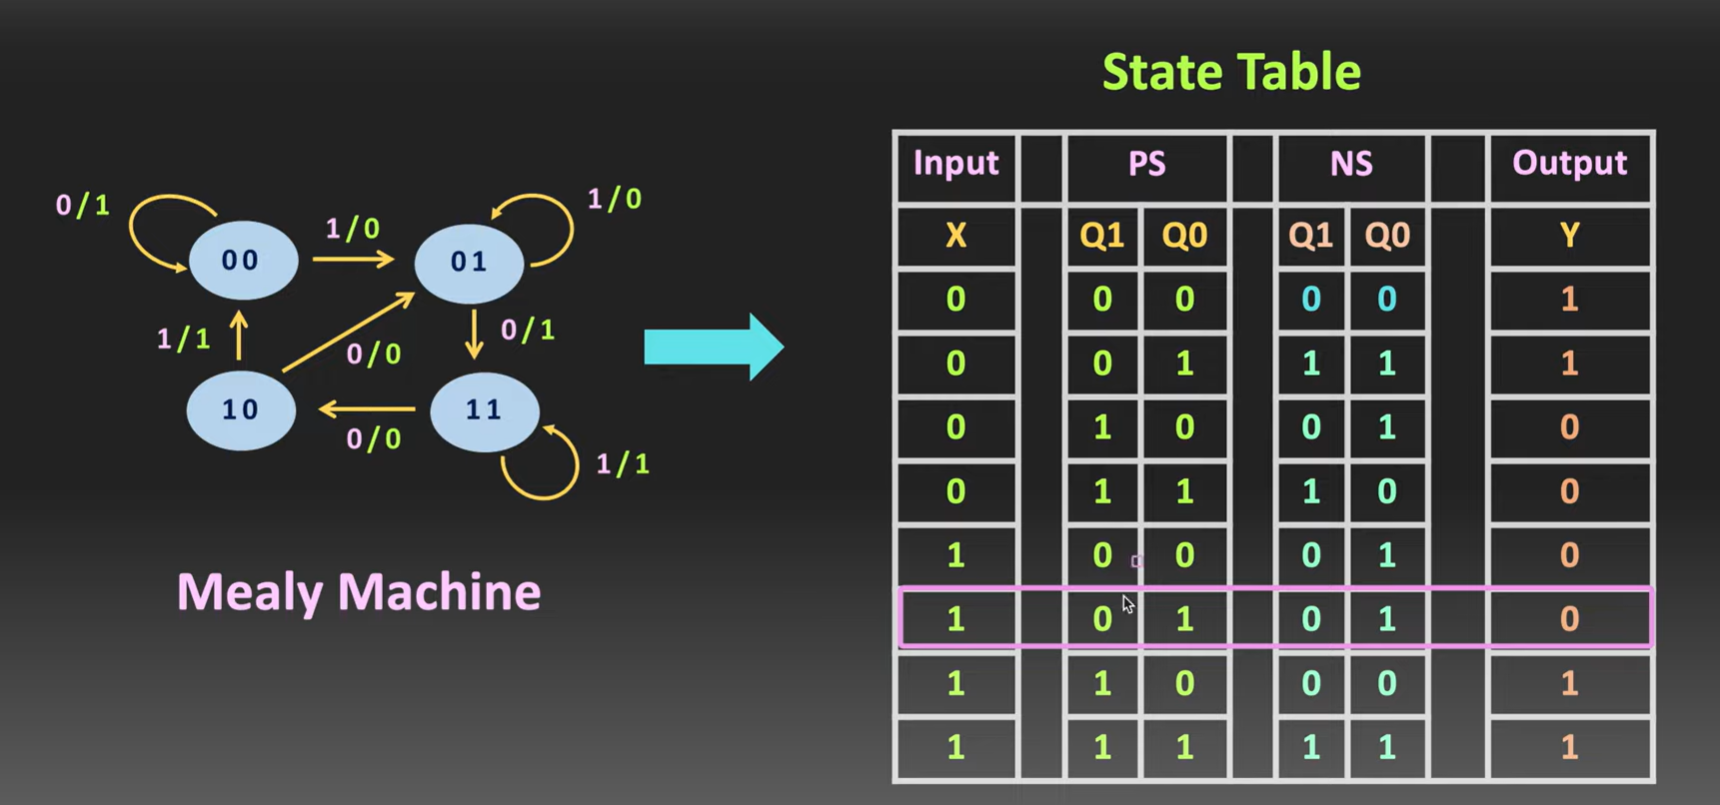 State Table
Input PS NS Output
X Q1 Q0 Q1 Q0 Y
0 0 0 0 0 1
0 0 1 1 1 1
0 1 0 0 1 0
0 1 1 1 0 0
1 0 0 0 1 0
1 0 1 0 1 0
1 1 0 0 0 1
1 1 1 1 1 1
0/1
1/0
1/0
00
01
1/1
0/0
0/1
10
11
0/0
1/1
Mealy Machine